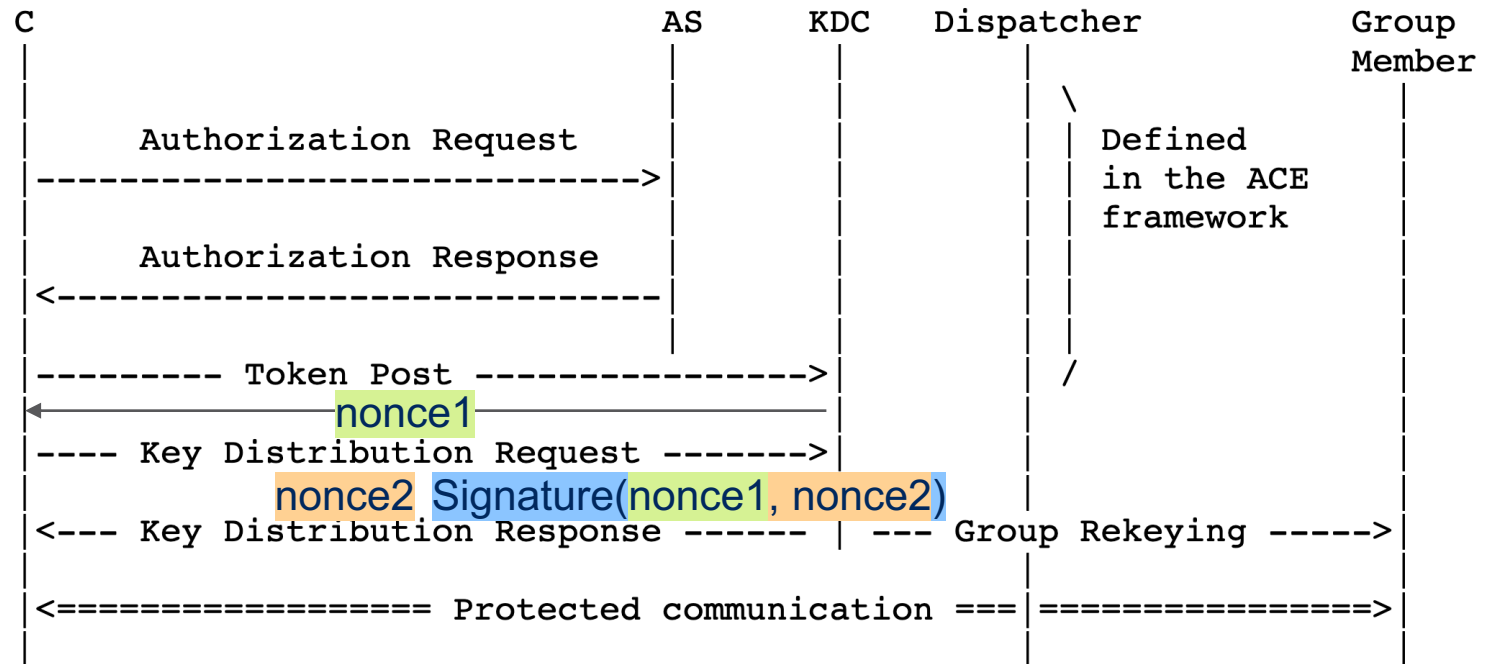 C AS KDC Dispatcher Group
Member
\
Authorization Request | Defined
----------------------------->  in the ACE
framework
Authorization Response
<-----------------------------
--------- Token Post ---------------> /
nonce1
---- Key Distribution Request ------->
nonce2 Signature(nonce1, nonce2)
<--- Key Distribution Response ------ | --- Group Rekeying ----->
<================== Protected communication ===|================>